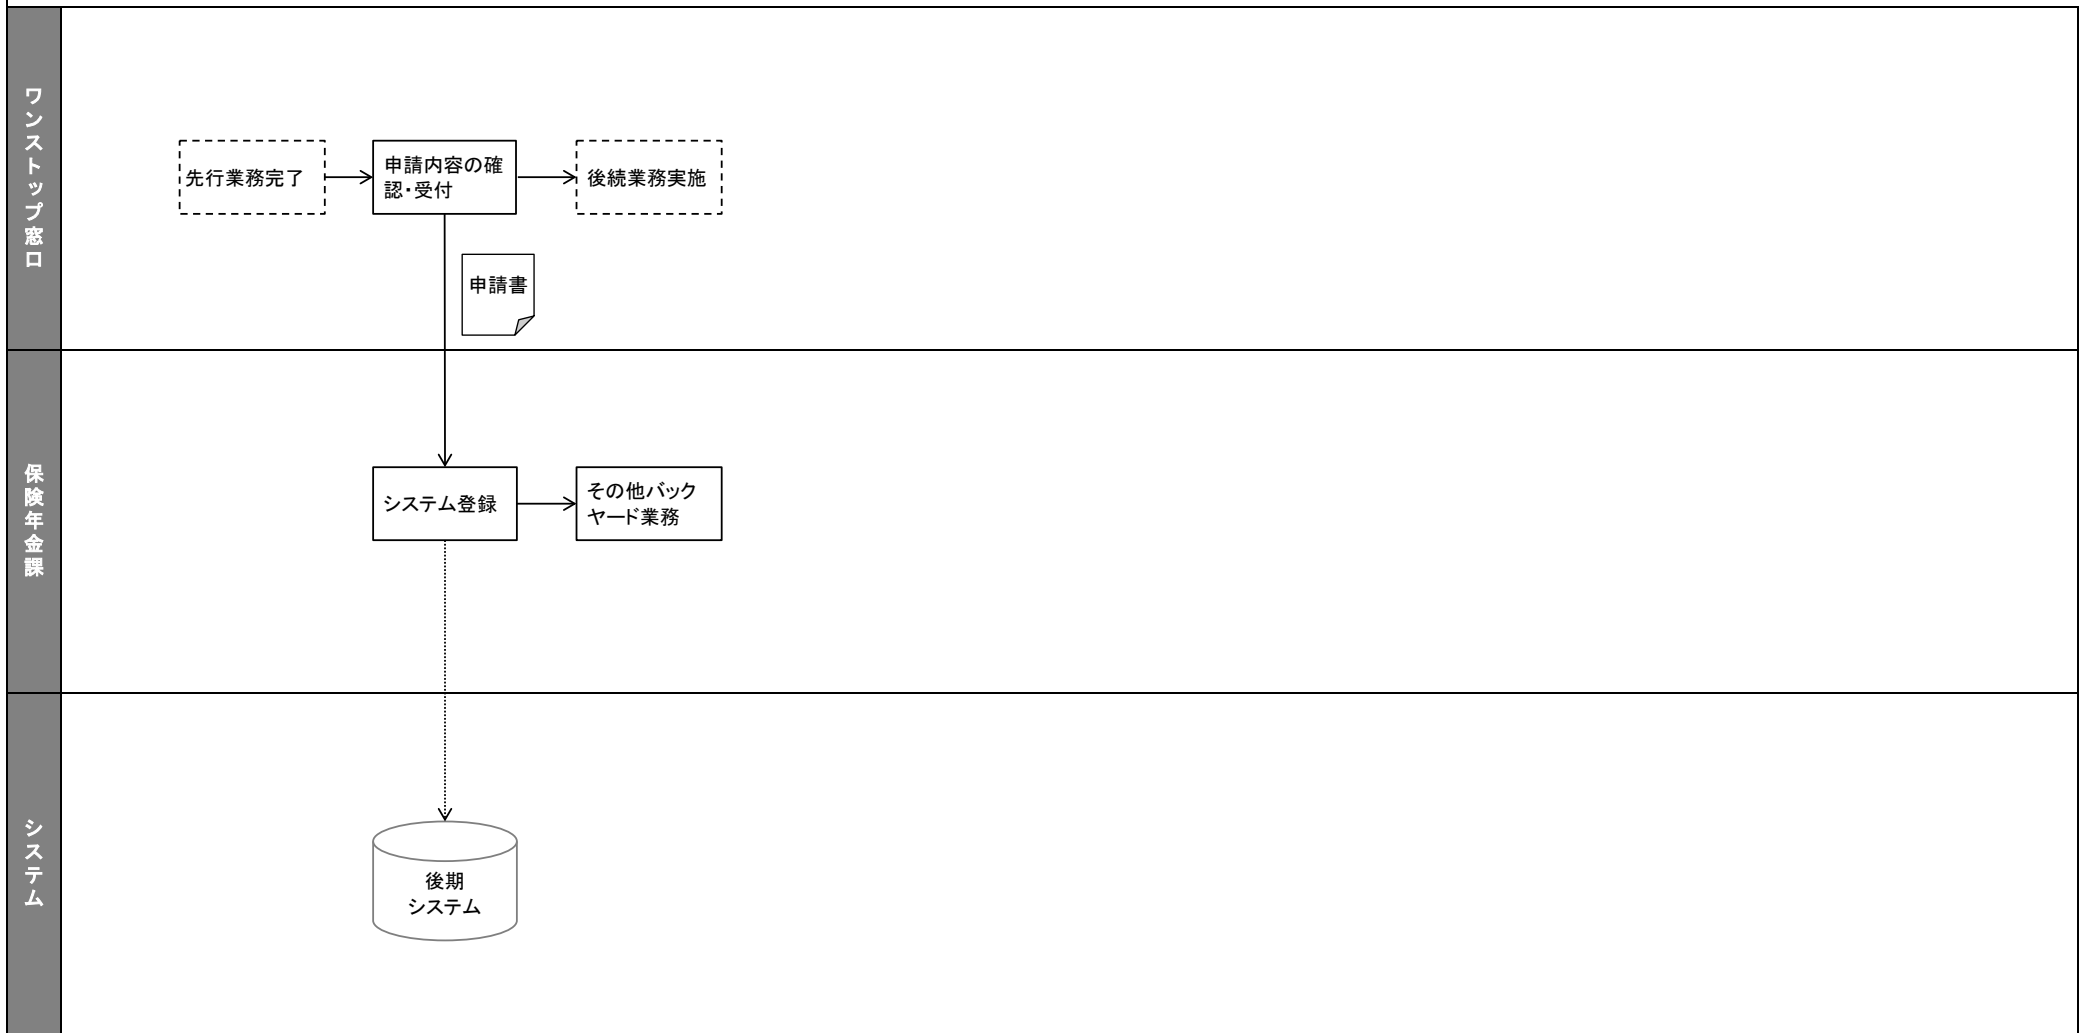 ワンストップ窓口
先行業務完了
申請内容の確
認・受付
後続業務実施
申請書
保険年金課
システム登録
その他バック
ヤード業務
システム
後期
システム